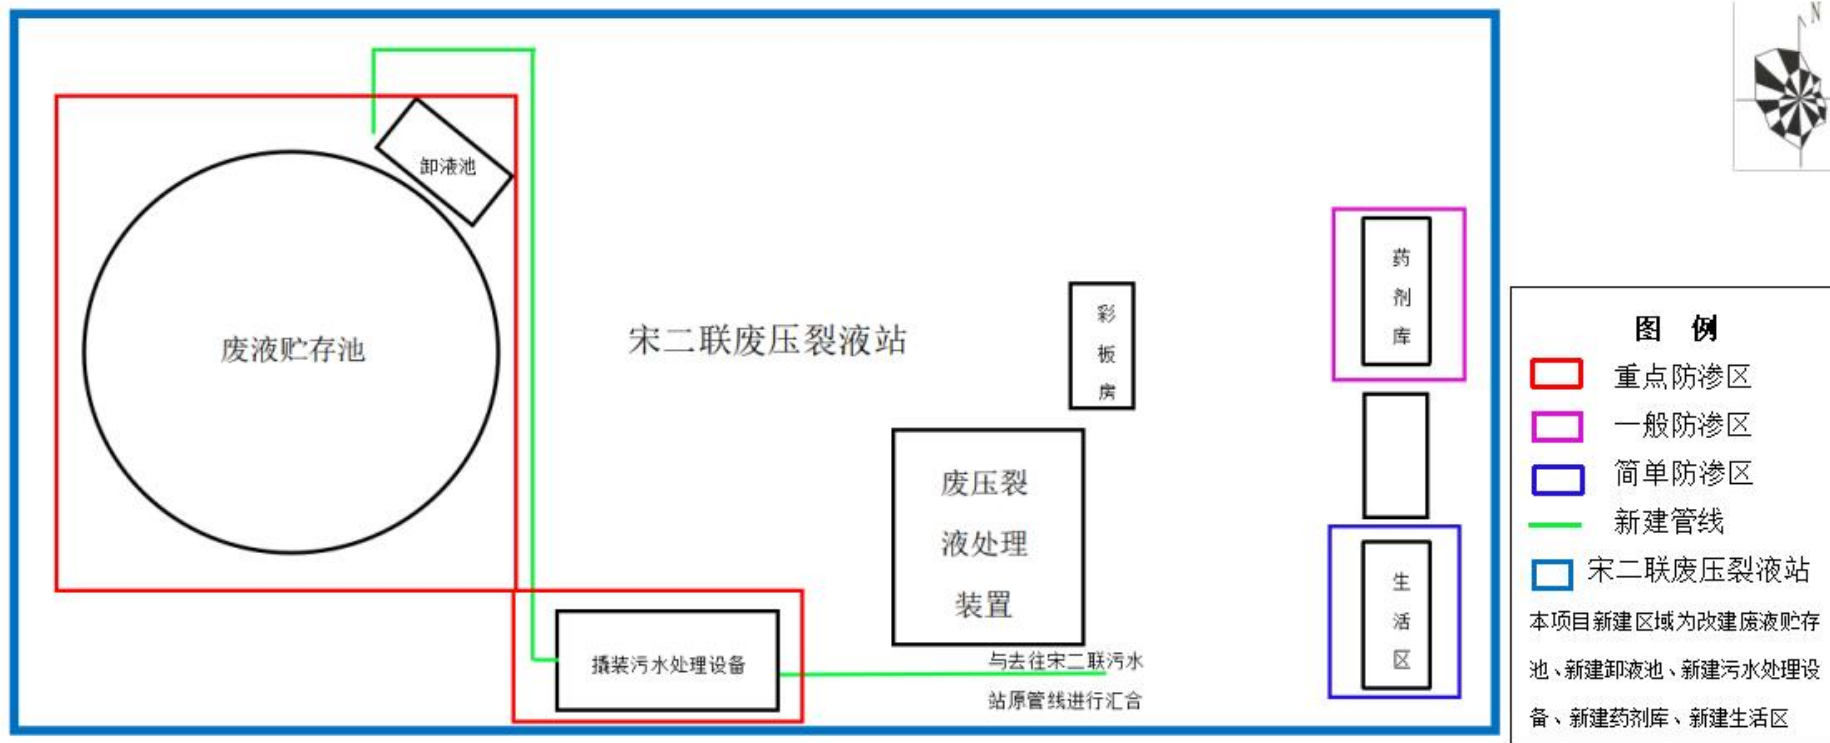 N
卸液池
废液贮存池
宋二联废压裂液站
彩
板
房
药
剂
库
废压裂
液处理
装置
生
活
区
撬装污水处理设备
与去往宋二联污水
站原管线进行汇合
图 例
重点防渗区
一般防渗区
简单防渗区
新建管线
宋二联废压裂液站
本项目新建区域为改建废液贮存
池、新建卸液池、新建污水处理设
备、新建药剂库、新建生活区